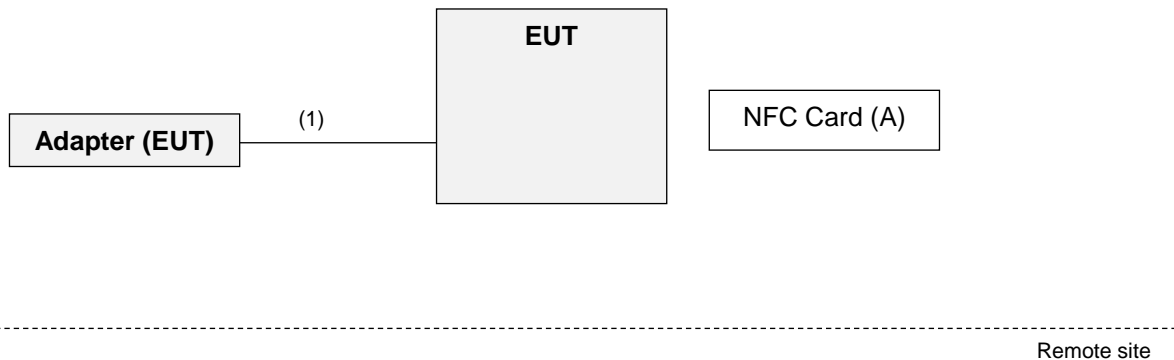 EUT
(1)
NFC Card (A)
Adapter (EUT)
Remote site